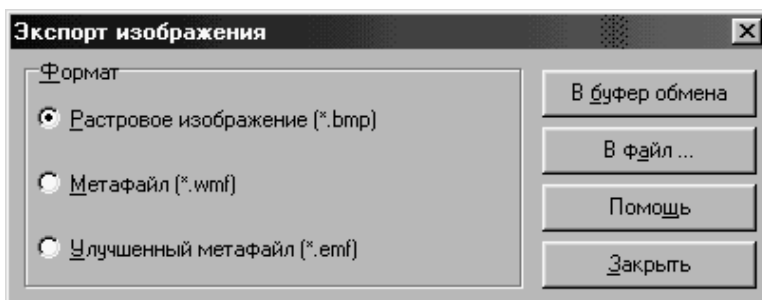 Экспорт изображения
Формат
Растровое изображение (*.bmp)
Метафайл (*.wmf)
Улучшенный метафайл (*.emf)
В буфер обмена
В файл ...
Помощь
Закрыть